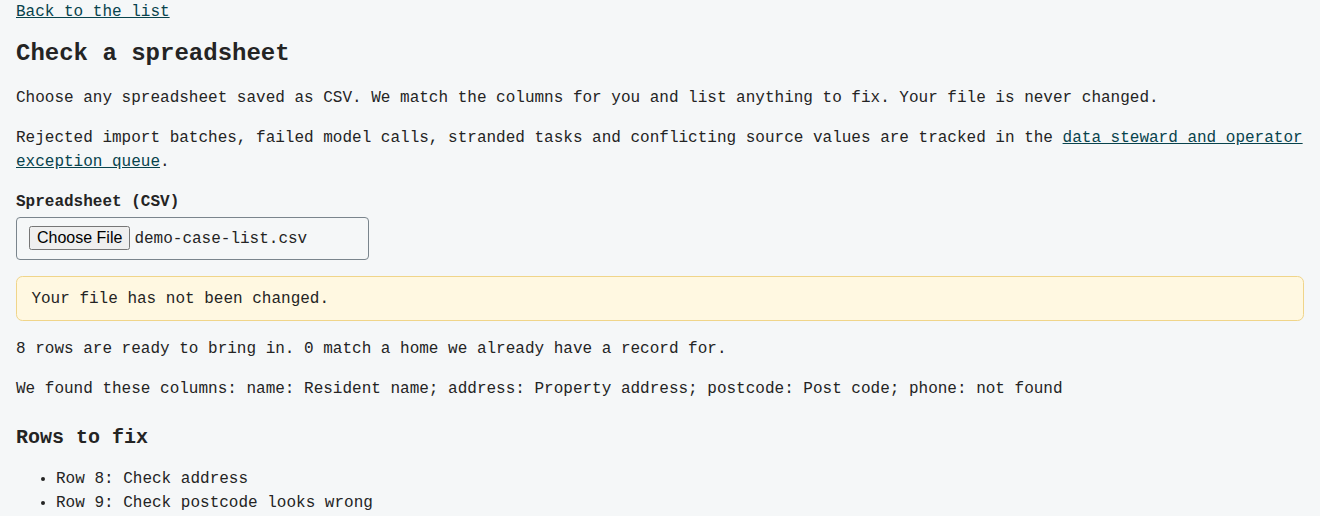 Back to the list
Check a spreadsheet
Choose any spreadsheet saved as CSV. We match the columns for you and list anything to fix. Your file is never changed.
Rejected import batches, failed model calls, stranded tasks and conflicting source values are tracked in the data steward and operator
exception queue.
Spreadsheet (CSV)
Choose File demo-case-list.csv
Your file has not been changed.
8 rows are ready to bring in. 0 match a home we already have a record for.
We found these columns: name: Resident name; address: Property address; postcode: Post code; phone: not found
Rows to fix
• Row 8: Check address
• Row 9: Check postcode looks wrong